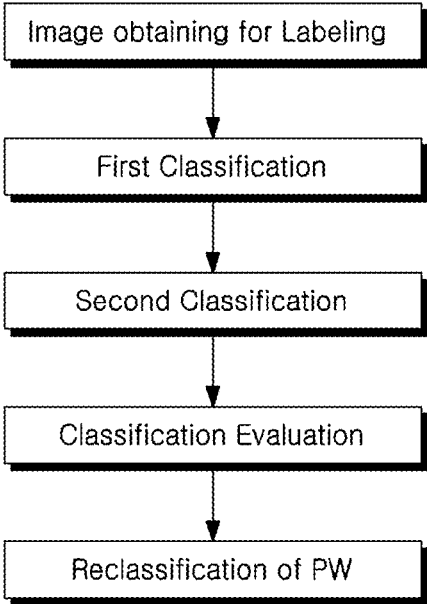 Image obtaining for Labeling
First Classification
Second Classification
Classification Evaluation
Reclassification of PW